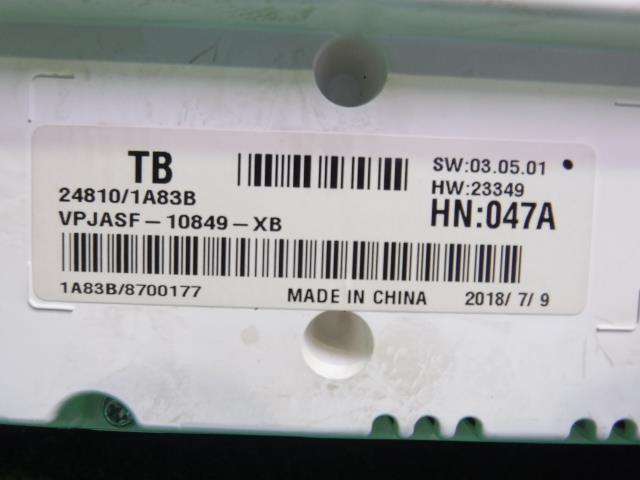 TB
SW:03.05.01
24810/1A83B
HW:23349
VPJASF-10849-XB
HN:047A
1A83B/8700177
MADE IN CHINA
2018/7/9